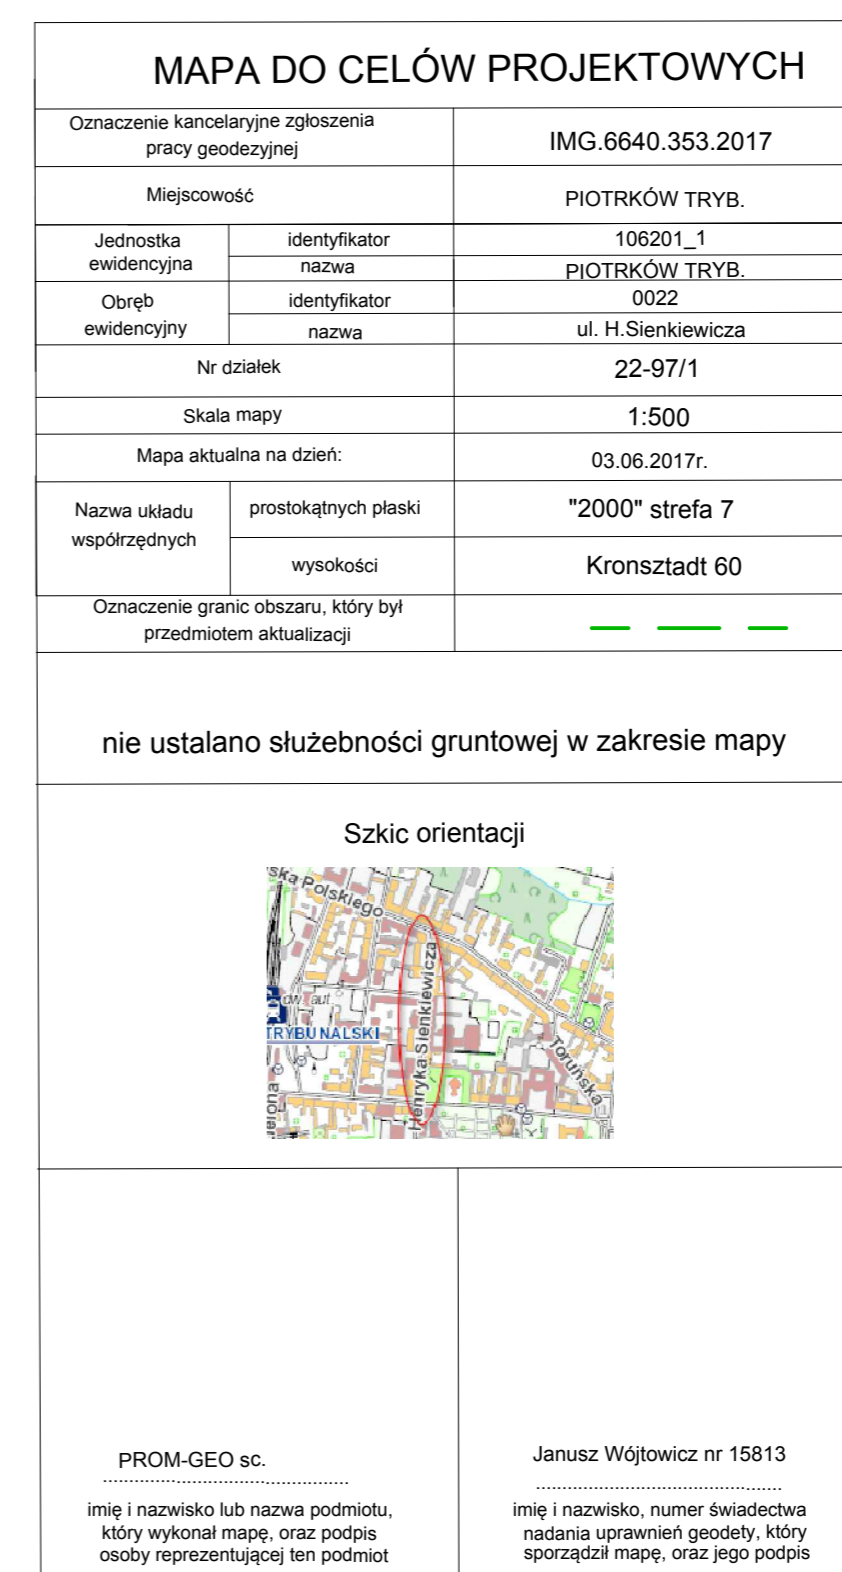 MAPA DO CELÓW PROJEKTOWYCH
Oznaczenie kancelaryjne zgłoszenia
pracy geodezyjnej
IMG.6640.353.2017
Miejscowość
PIOTRKÓW TRYB.
Jednostka
ewidencyjna
identyfikator
106201_1
nazwa
PIOTRKÓW TRYB.
Obręb
ewidencyjny
identyfikator
0022
nazwa
ul. H.Sienkiewicza
Nr działek
22-97/1
Skala mapy
1:500
Mapa aktualna na dzień:
03.06.2017r.
Nazwa układu
współrzędnych
prostokątnych płaski
"2000" strefa 7
wysokości
Kronsztadt 60
Oznaczenie granic obszaru, który był
przedmiotem aktualizacji
nie ustalano służebności gruntowej w zakresie mapy
Szkic orientacji
ska Polskiego
Henryka Sienkiewicza
dw. aut.
TRYBUNALSKI
Toruńska
ielona
PROM-GEO sc.
imię i nazwisko lub nazwa podmiotu,
który wykonał mapę, oraz podpis
osoby reprezentującej ten podmiot
Janusz Wójtowicz nr 15813
imię i nazwisko, numer świadectwa
nadania uprawnień geodety, który
sporządził mapę, oraz jego podpis